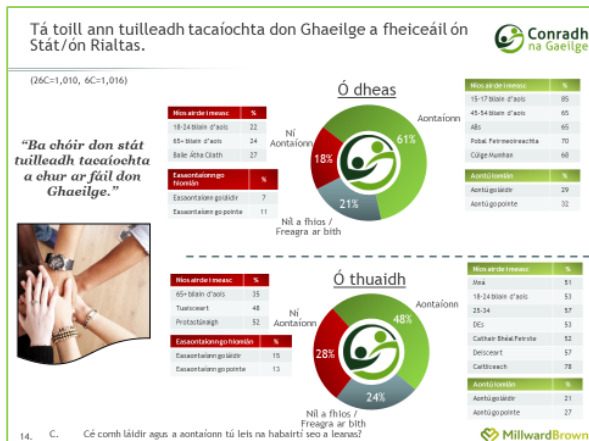 Tá toill ann tuilleadh tacaíochta don Ghaeilge a fheiceáil ón
Stát/ón Rialtas.
Conradh
na Gaeilge
(26C=1,010, 6C=1,016)
"Ba chóir don stát
tuilleadh tacaíochta
a chur ar fáil don
Ghaeilge."
Ó dheas
Níos airde i measc %
18-24 bliain d'aois 22
65+ bliain d'aois 24
Baile Átha Cliath 27
Easaontaíonn go hiomlán %
Easaontaíonn go láidir 7
Easaontaíonn go pointe 11
Ní
Aontaíonn
18%
Aontaíonn
61%
21%
Níl a fhios /
Freagra ar bith
Níos airde i measc %
15-17 bliain d'aois 85
45-54 bliain d'aois 65
ABs 65
Pobal Feirmeoireachta 70
Cúige Mumhan 68
Aontú iomlán %
Aontú go láidir 29
Aontú go pointe 32
Ó thuaidh
Níos airde i measc %
65+ bliain d'aois 35
Tuaisceart 48
Protastúnaigh 52
Easaontaíonn go hiomlán %
Easaontaíonn go láidir 15
Easaontaíonn go pointe 13
Ní
Aontaíonn
28%
Aontaíonn
48%
24%
Níl a fhios /
Freagra ar bith
Níos airde i measc %
Mná 51
18-24 bliain d'aois 53
25-34 57
DEs 53
Cathair Bhéal Feirste 52
Deisceart 57
Caitliceach 78
Aontú iomlán %
Aontú go láidir 21
Aontú go pointe 27
14. C. Cé comh láidir agus a aontaíonn tú leis na habairtí seo a leanas?
MillwardBrown